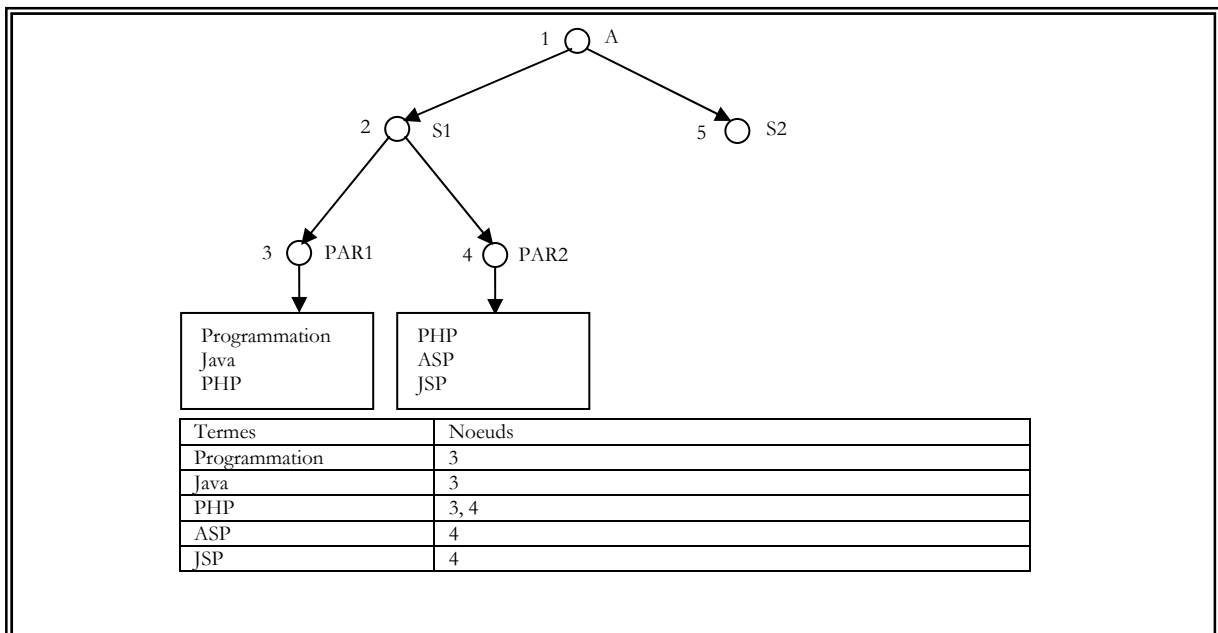 1 A
2 S1 5 S2
3 PAR1 4 PAR2
Programmation PHP
Java ASP
PHP JSP
Termes Noeuds
Programmation 3
Java 3
PHP 3, 4
ASP 4
JSP 4